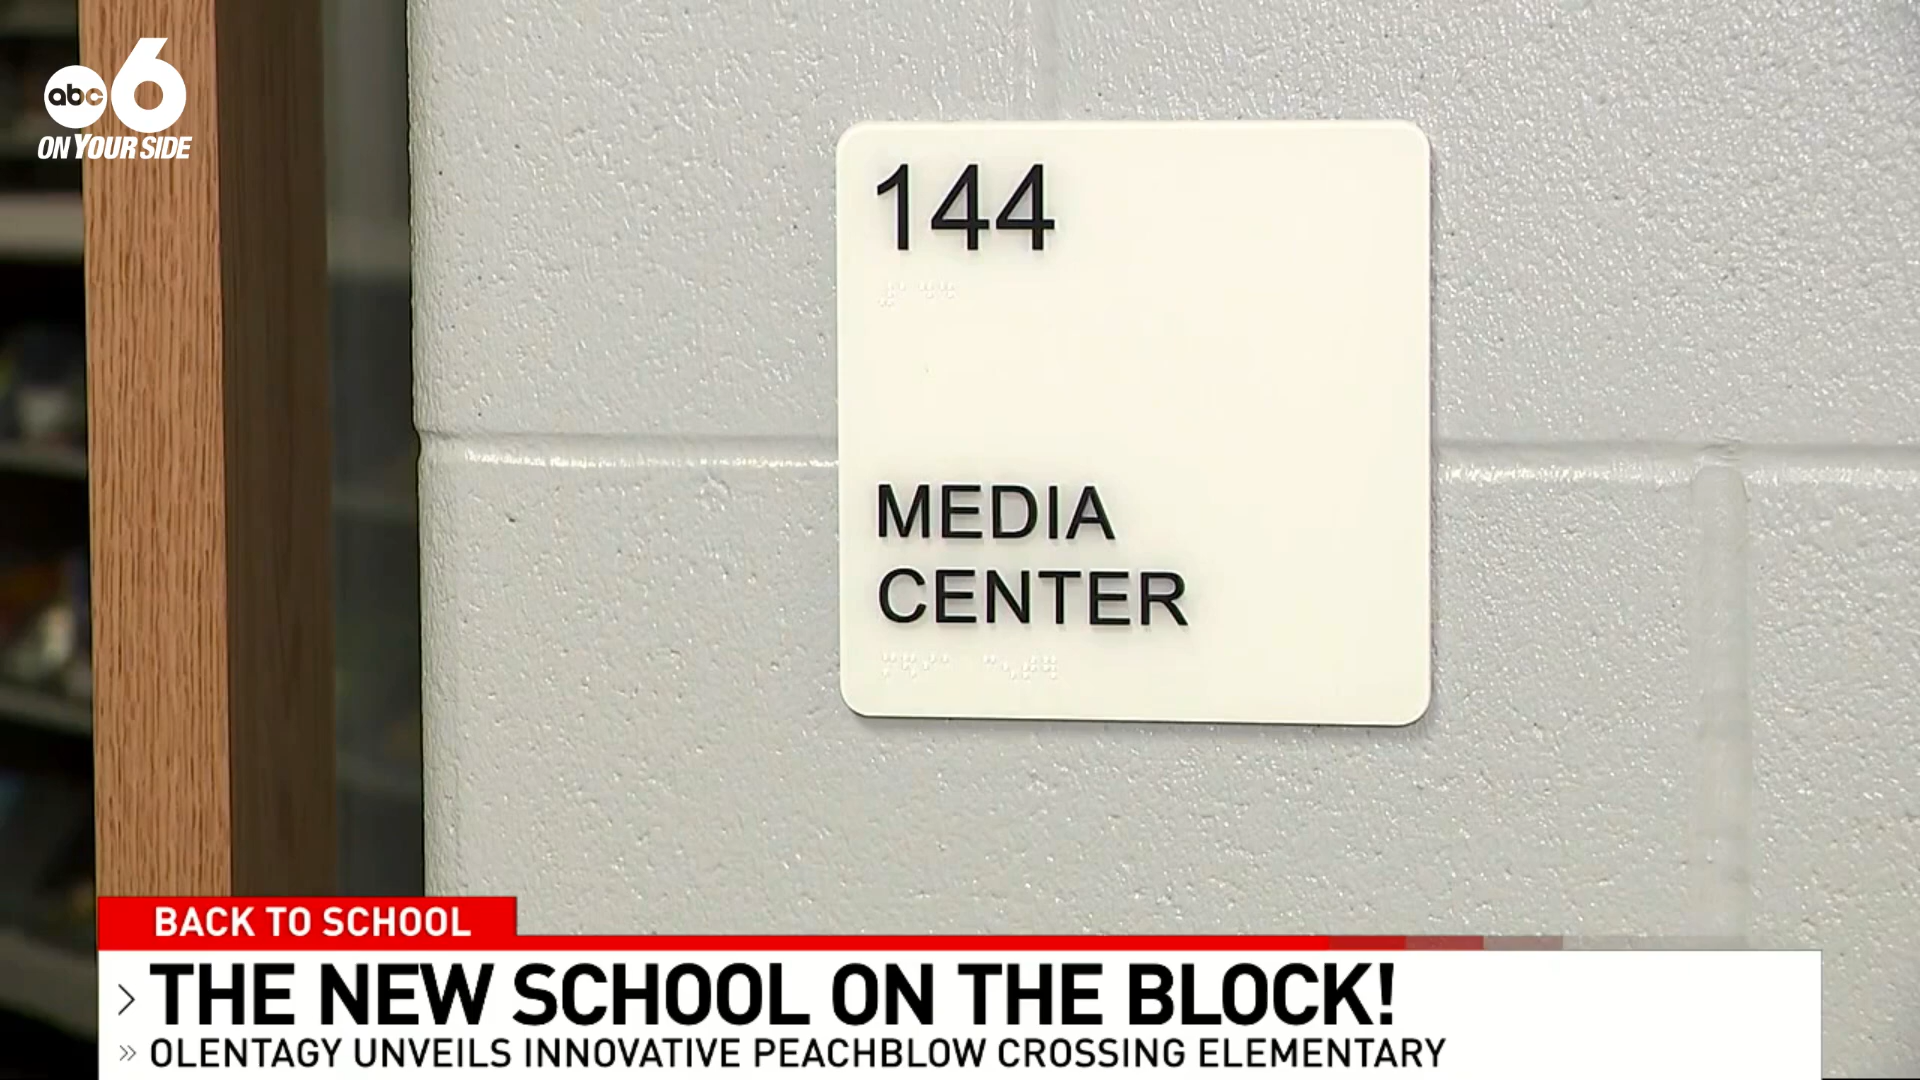 abc 6
ON YOUR SIDE
144
MEDIA
CENTER
BACK TO SCHOOL
THE NEW SCHOOL ON THE BLOCK!
OLENTAGY UNVEILS INNOVATIVE PEACHBLOW CROSSING ELEMENTARY